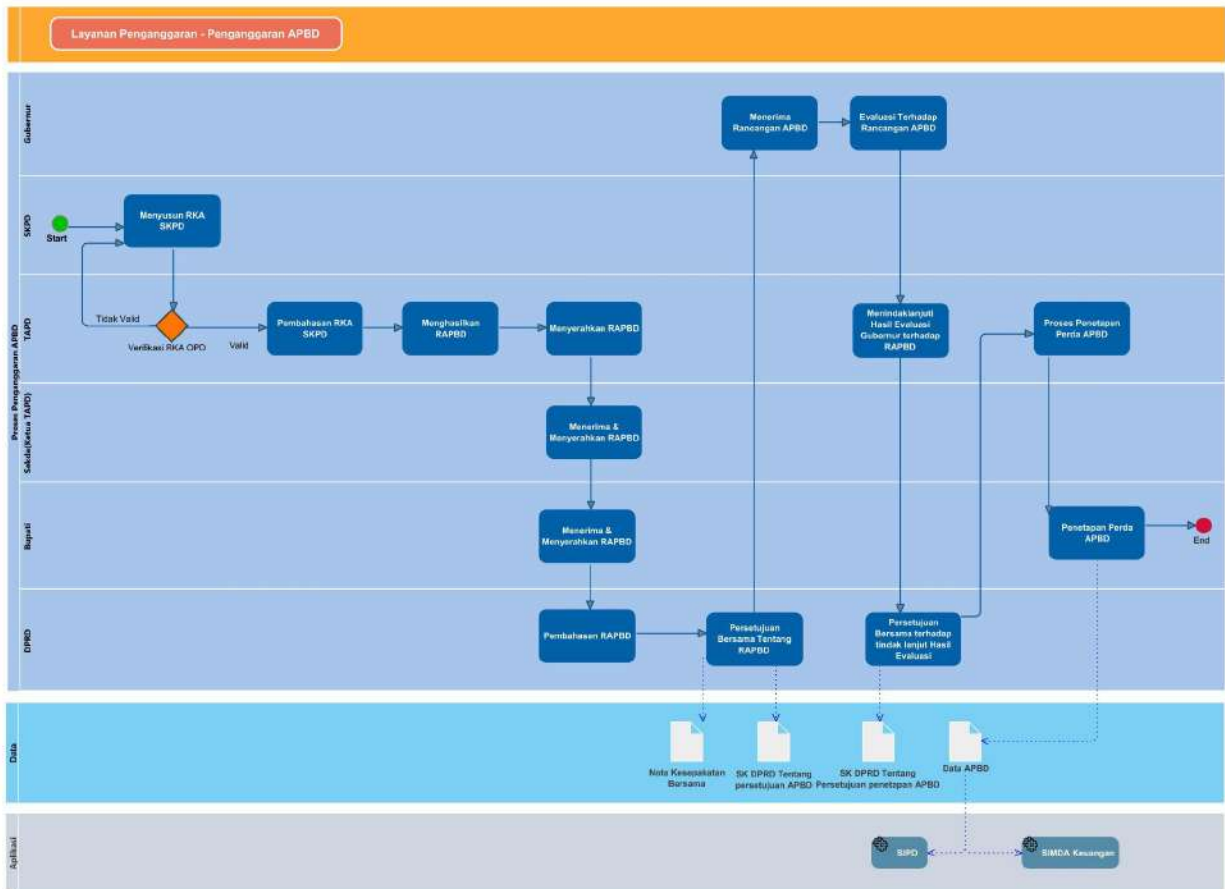 Layanan Penganggaran - Penganggaran APBD
Proses Penganggaran APBD
Gubernur
Menerima
Rancangan APBD
Evaluasi Terhadap
Rancangan APBD
SKPD
Start
Menyusun RKA
SKPD
TAPD
Tidak Valid
Verifikasi RKA OPD
Valid
Pembahasan RKA
SKPD
Menghasilkan
RAPBD
Menyerahkan RAPBD
Menindaklanjuti
Hasil Evaluasi
Gubernur terhadap
RAPBD
Proses Penetapan
Perda APBD
Sekda(Ketua TAPD)
Menerima &
Menyerahkan RAPBD
Bupati
Menerima &
Menyerahkan RAPBD
Penetapan Perda
APBD
End
DPRD
Pembahasan RAPBD
Persetujuan
Bersama Tentang
RAPBD
Persetujuan
Bersama terhadap
tindak lanjut Hasil
Evaluasi
Data
Nota Kesepakatan
Bersama
SK DPRD Tentang
persetujuan APBD
SK DPRD Tentang
Persetujuan penetapan APBD
Data APBD
Aplikasi
SIPD
SIMDA Keuangan